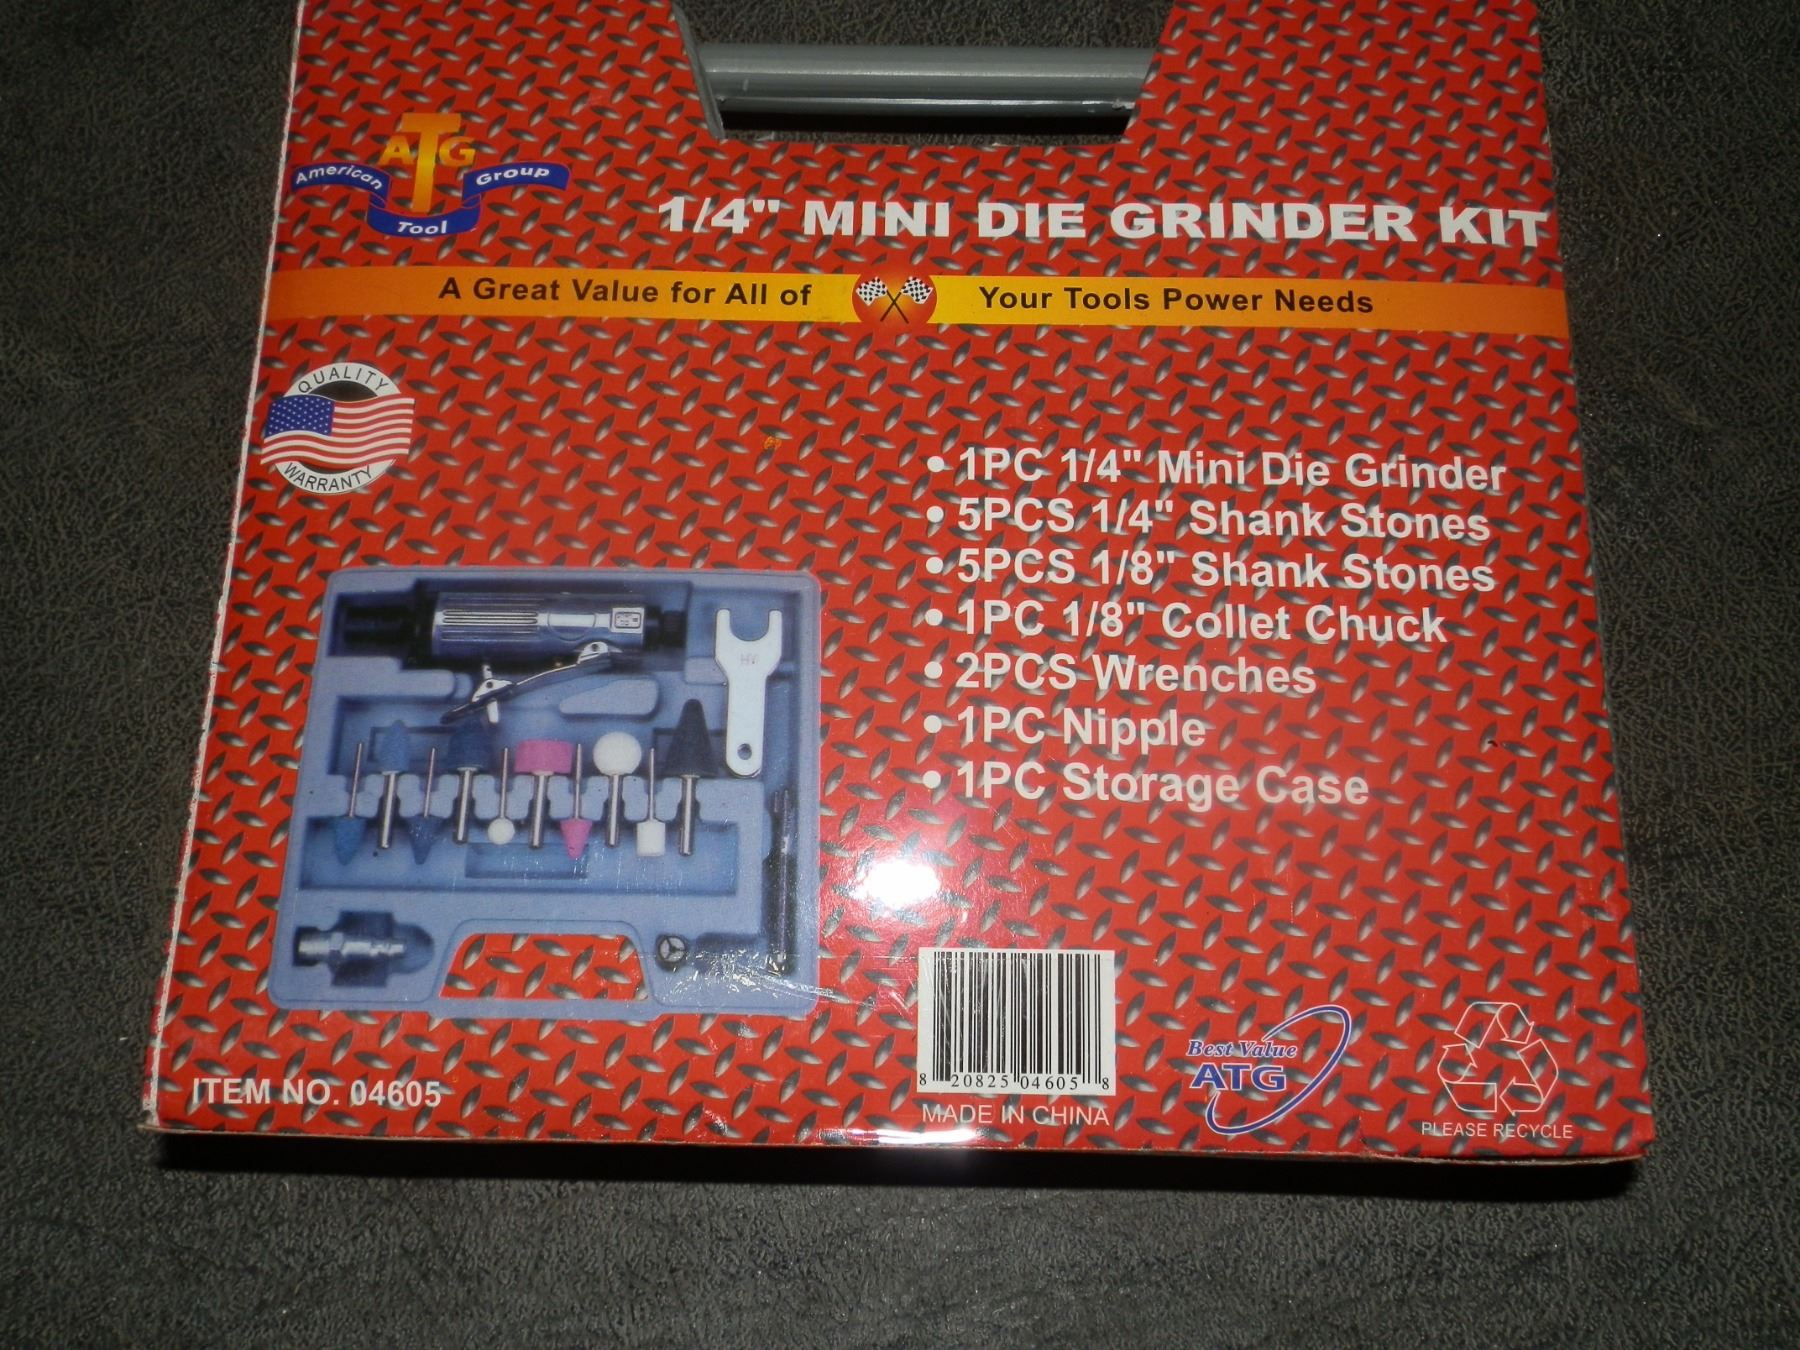 ATG
American Tool Group
1/4" MINI DIE GRINDER KIT
A Great Value for All of Your Tools Power Needs
QUALITY
WARRANTY
• 1PC 1/4" Mini Die Grinder
• 5PCS 1/4" Shank Stones
• 5PCS 1/8" Shank Stones
• 1PC 1/8" Collet Chuck
• 2PCS Wrenches
• 1PC Nipple
• 1PC Storage Case
ITEM NO. 04605
8 20825 04605 8
MADE IN CHINA
Best Value
ATG
PLEASE RECYCLE